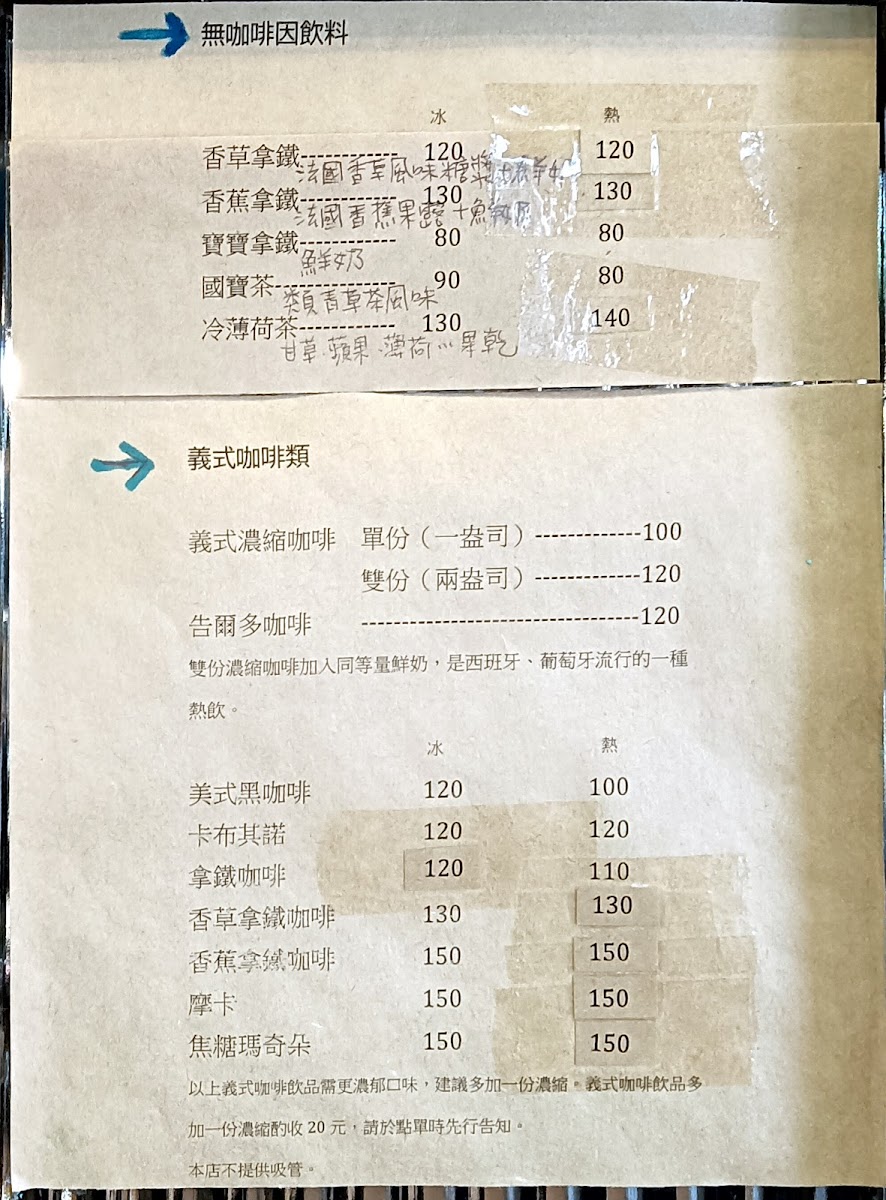 無咖啡因飲料
冰 熱
香草拿鐵------------ 120 120
法國香草風味糖漿+鮮奶
香蕉拿鐵------------ 130 130
法國香蕉果露+鮮奶
寶寶拿鐵------------ 80 80
鮮奶
國寶茶--------------- 90 80
類青草茶風味
冷薄荷茶------------ 130 140
甘草.蘋果.薄荷...果乾
義式咖啡類
義式濃縮咖啡 單份(一盎司)-------------100
雙份(兩盎司)-------------120
告爾多咖啡 ----------------------------------120
雙份濃縮咖啡加入同等量鮮奶,是西班牙、葡萄牙流行的一種
熱飲。
冰 熱
美式黑咖啡 120 100
卡布其諾 120 120
拿鐵咖啡 120 110
香草拿鐵咖啡 130 130
香蕉拿鐵咖啡 150 150
摩卡 150 150
焦糖瑪奇朵 150 150
以上義式咖啡飲品需更濃郁口味,建議多加一份濃縮。義式咖啡飲品多
加一份濃縮酌收 20 元,請於點單時先行告知。
本店不提供吸管。